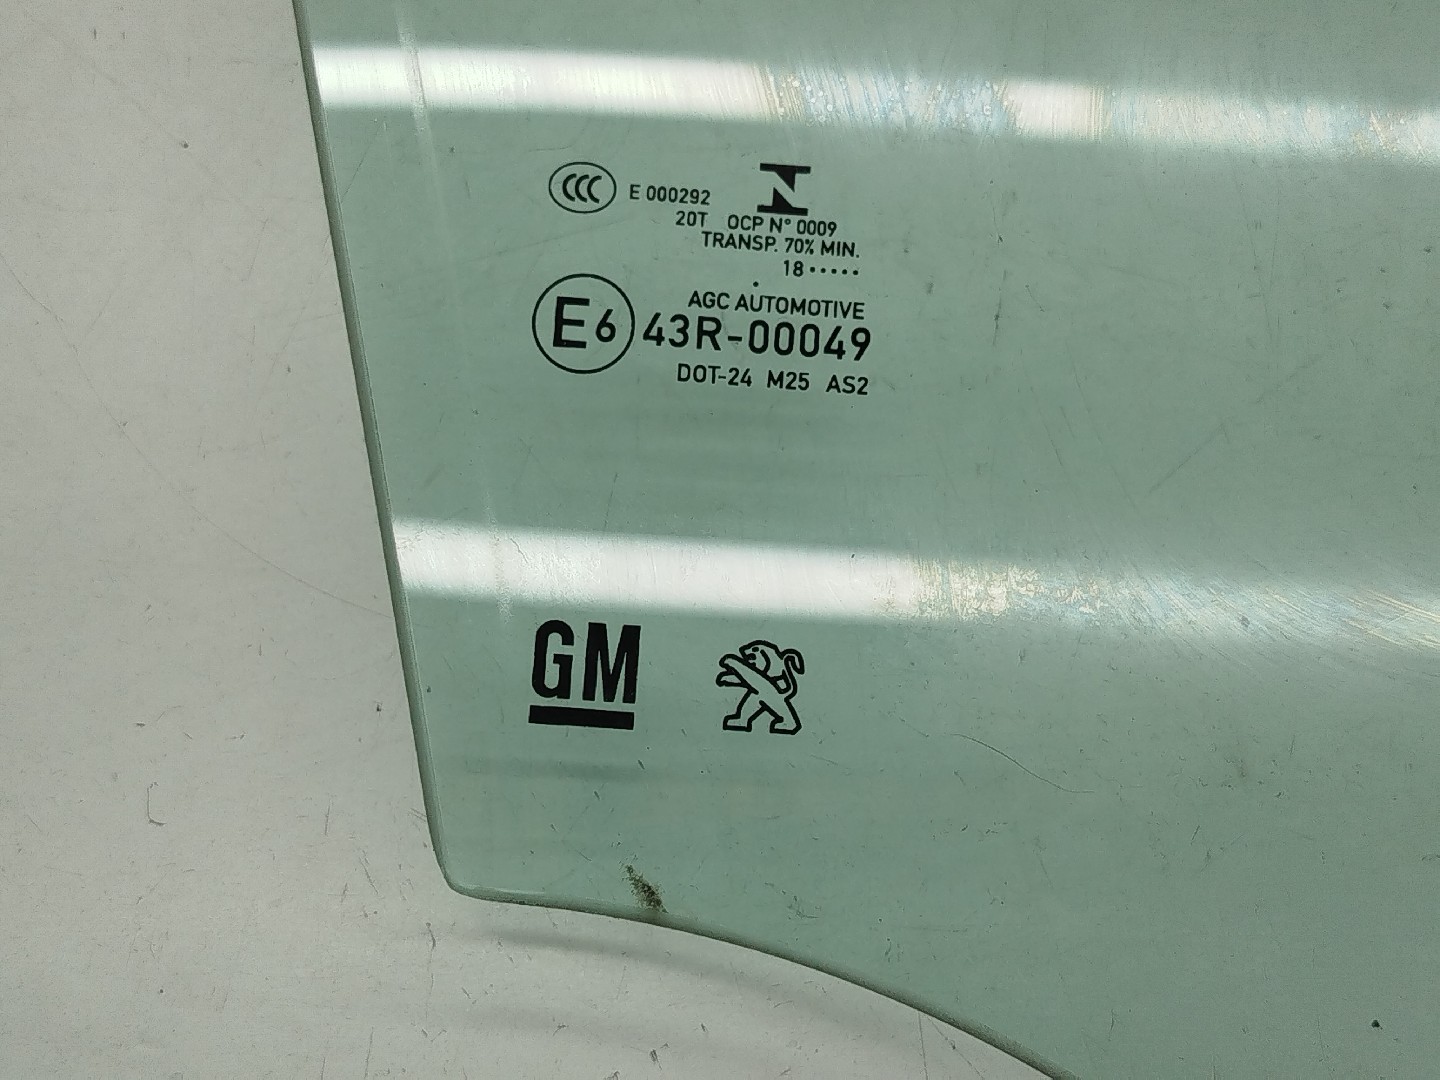 CCC E 000292
20T OCP N° 0009
TRANSP. 70% MIN.
18•••••
AGC AUTOMOTIVE
E6 43R-00049
DOT-24 M25 AS2
GM